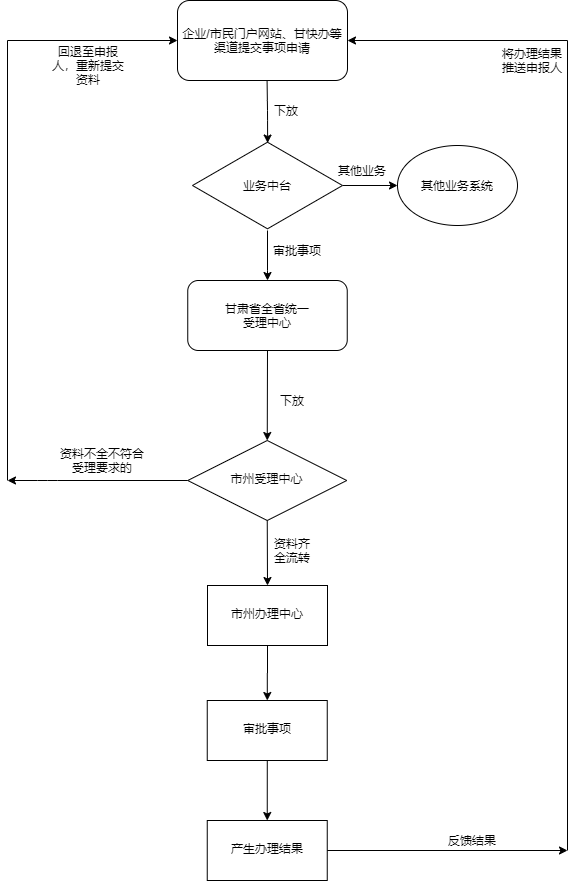 企业/市民门户网站、甘快办等
渠道提交事项申请
回退至申报
人，重新提交
资料
将办理结果
推送申报人
下放
业务中台
其他业务
其他业务系统
审批事项
甘肃省全省统一
受理中心
下放
资料不全不符合
受理要求的
市州受理中心
资料齐
全流转
市州办理中心
审批事项
产生办理结果
反馈结果